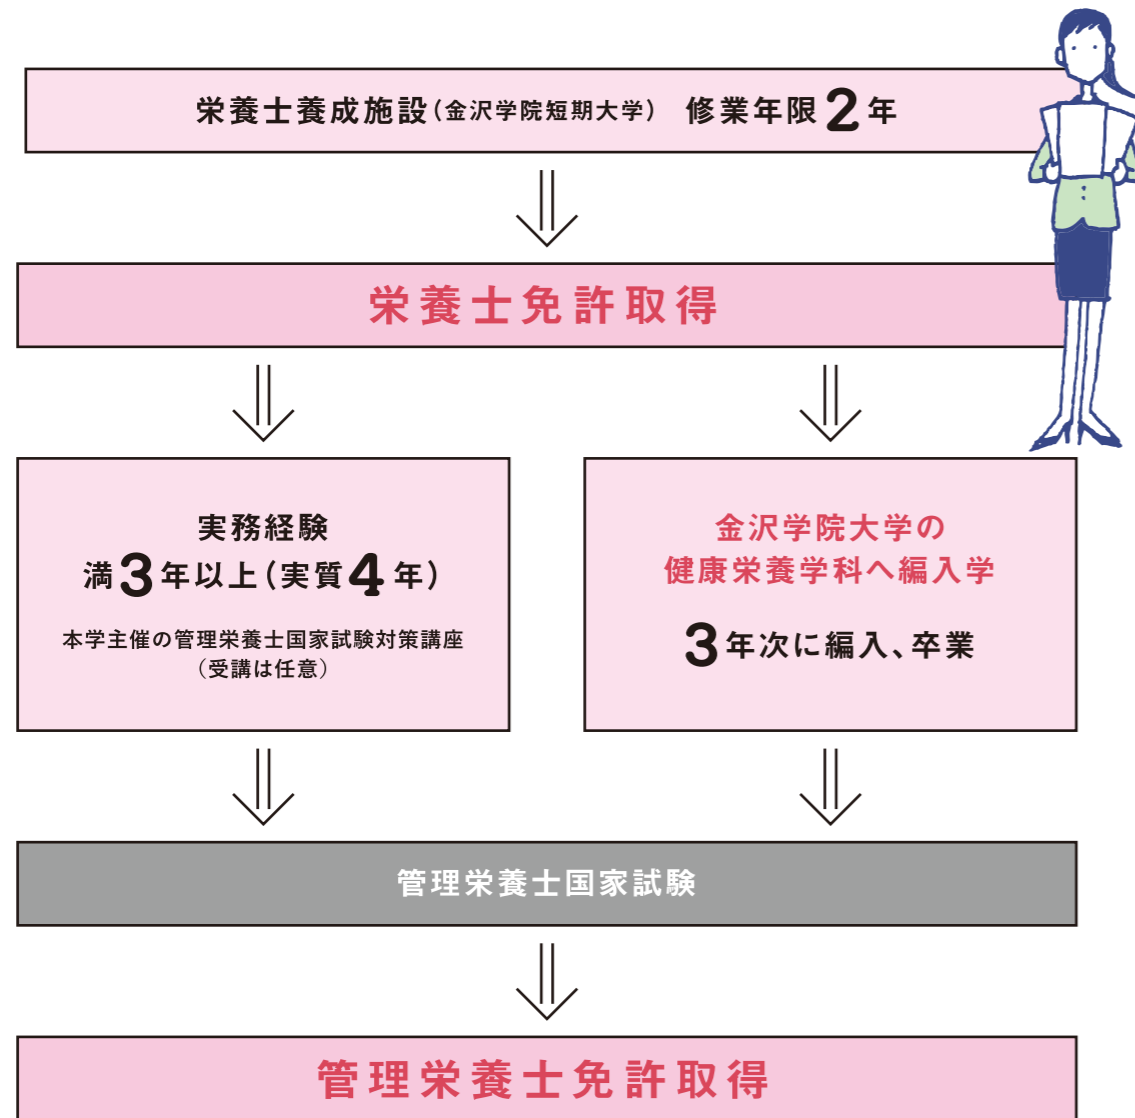 栄養士養成施設（金沢学院短期大学） 修業年限2年
栄養士免許取得
実務経験
満3年以上（実質4年）
本学主催の管理栄養士国家試験対策講座
（受講は任意）
金沢学院大学の
健康栄養学科へ編入学
3年次に編入、卒業
管理栄養士国家試験
管理栄養士免許取得